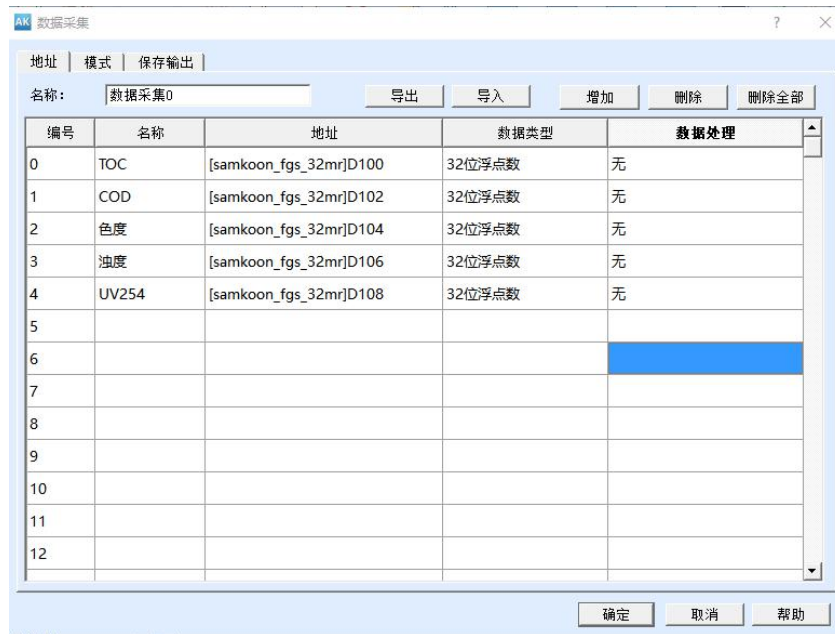 AK 数据采集 ?
地址 模式 保存输出
名称： 数据采集0 导出 导入 增加 删除 删除全部
编号 名称 地址 数据类型 数据处理
0 TOC [samkoon_fgs_32mr]D100 32位浮点数 无
1 COD [samkoon_fgs_32mr]D102 32位浮点数 无
2 色度 [samkoon_fgs_32mr]D104 32位浮点数 无
3 浊度 [samkoon_fgs_32mr]D106 32位浮点数 无
4 UV254 [samkoon_fgs_32mr]D108 32位浮点数 无
5
6
7
8
9
10
11
12
确定 取消 帮助